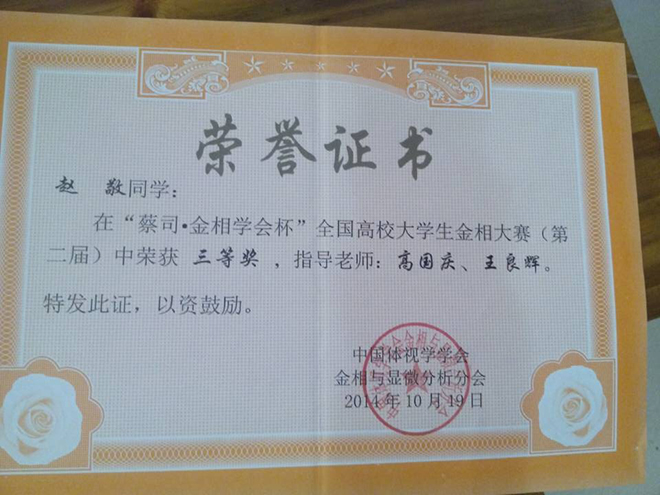 荣誉证书
赵 敬同学：
在“蔡司•金相学会杯”全国高校大学生金相大赛（第
二届）中荣获 三等奖 ，指导老师：高国庆、王良辉。
特发此证，以资鼓励。
中国体视学学会
金相与显微分析分会
2014年10月19日